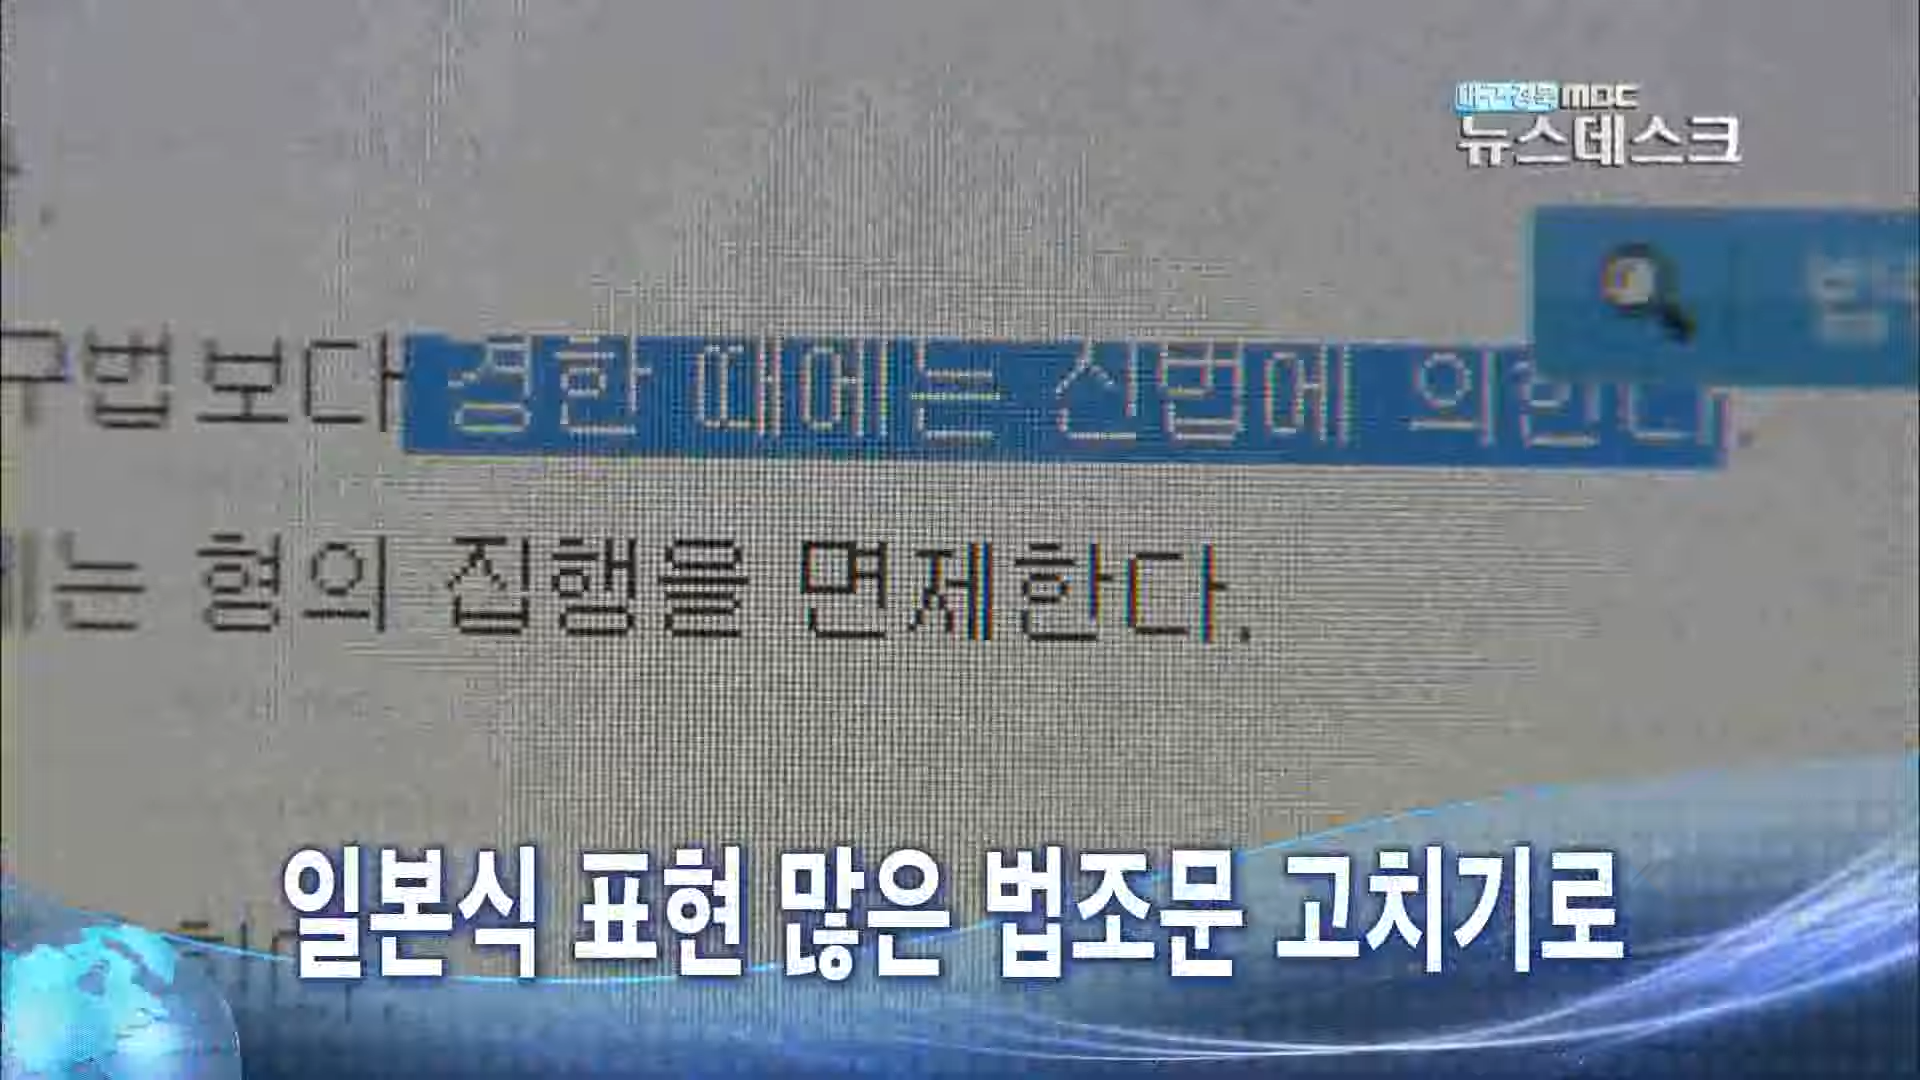 대구경북 MBC
뉴스데스크
구법보다 경한 때에는 신법에 의한다.
는 형의 집행을 면제한다.
일본식 표현 많은 법조문 고치기로